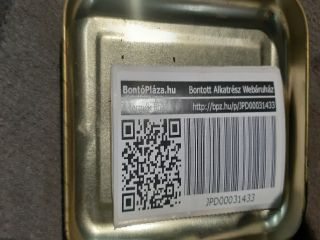 BontóPláza.hu Bontott Alkatrész Webáruház
http://bpz.hu/p/JPD00031433
JPD00031433